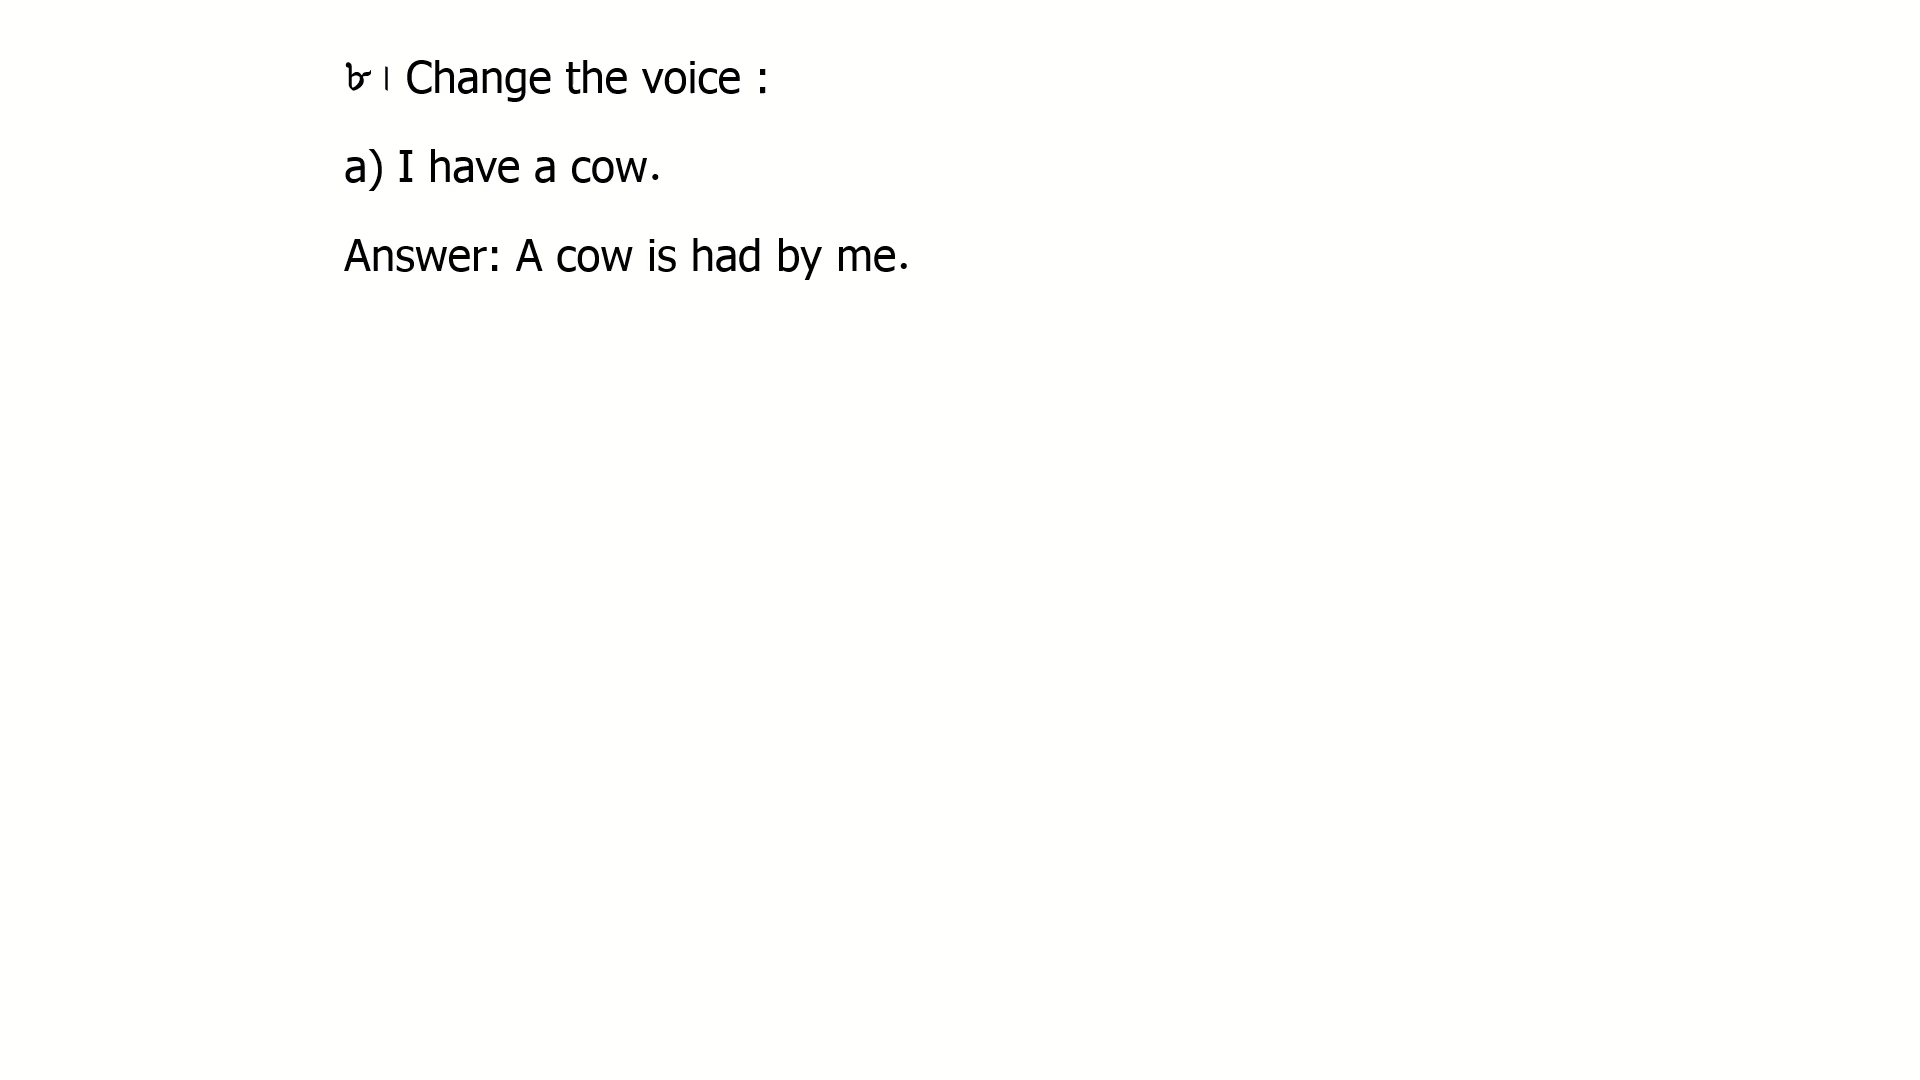 ৮। Change the voice :
a) I have a cow.
Answer: A cow is had by me.